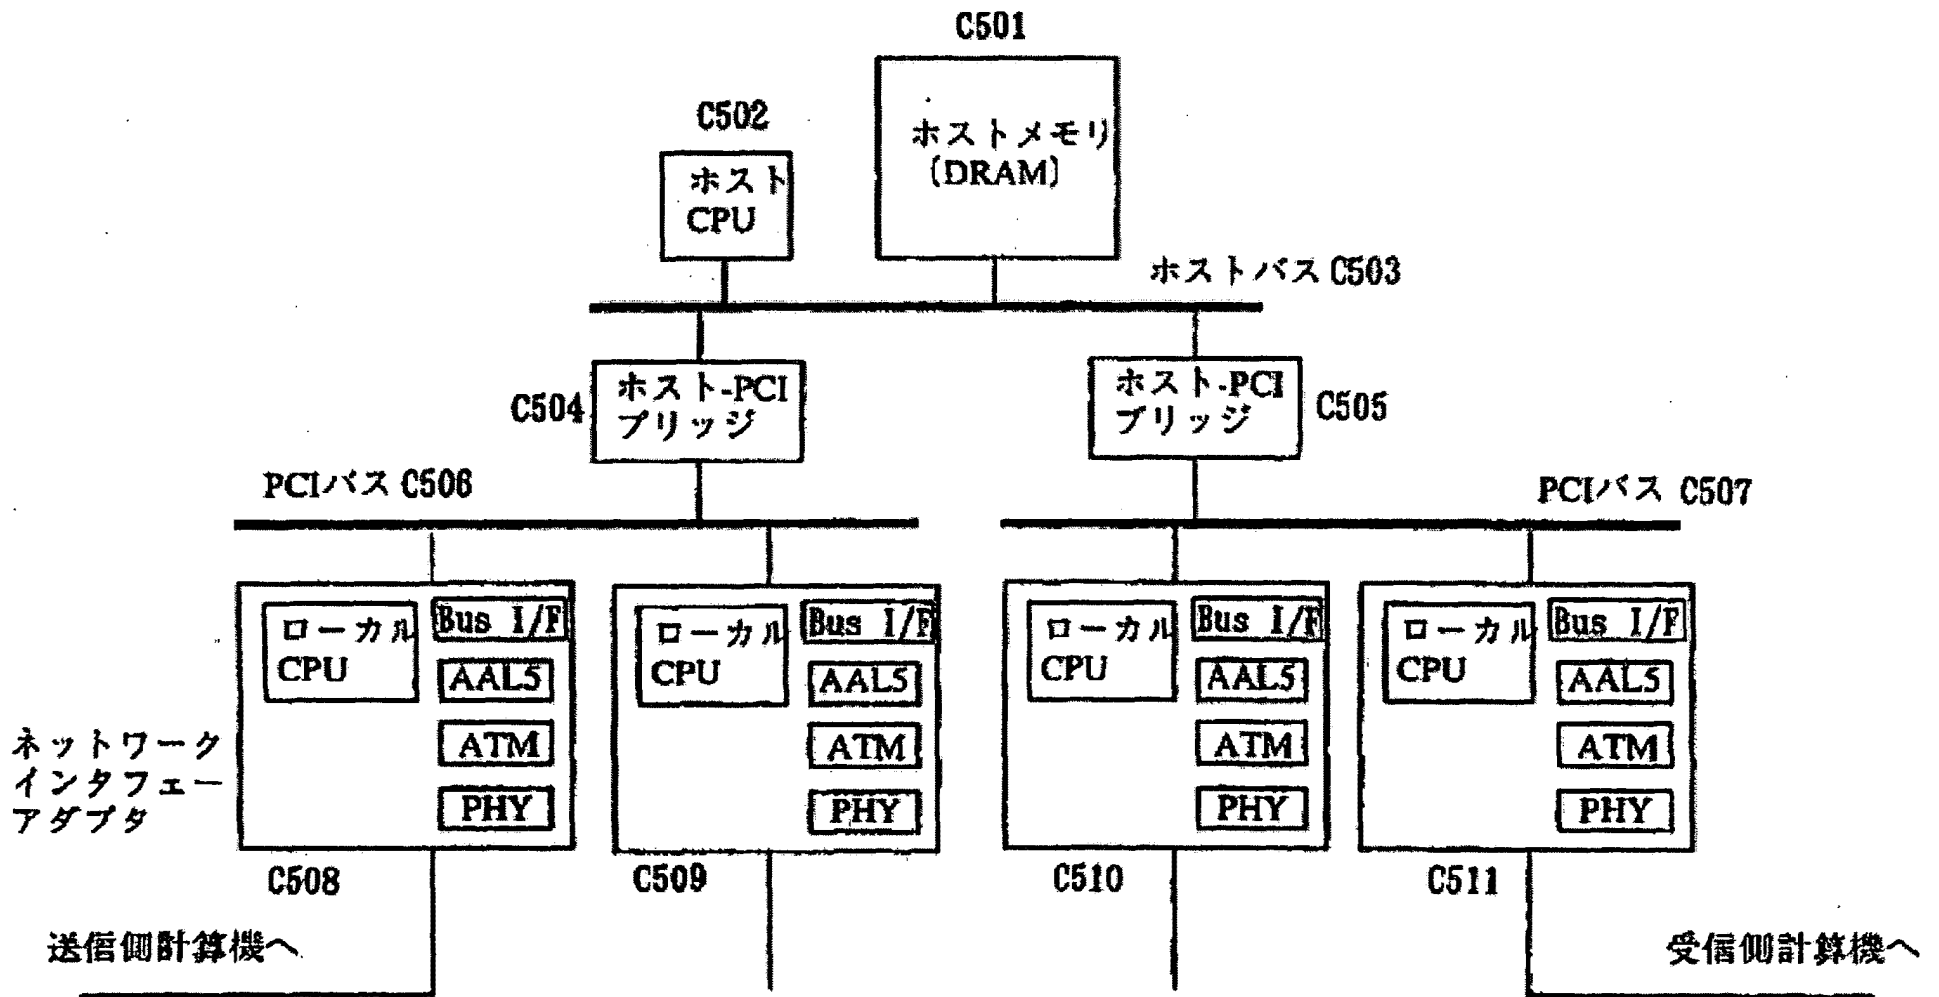 C501
ホストメモリ
(DRAM)
C502
ホスト
CPU
ホストバス C503
C504
ホスト-PCI
ブリッジ
ホスト-PCI
ブリッジ
C505
PCIバス C506
PCIバス C507
ローカル
CPU
Bus I/F
AAL5
ATM
PHY
ローカル
CPU
Bus I/F
AAL5
ATM
PHY
ローカル
CPU
Bus I/F
AAL5
ATM
PHY
ローカル
CPU
Bus I/F
AAL5
ATM
PHY
ネットワーク
インタフェー
アダプタ
C508
C509
C510
C511
送信側計算機へ
受信側計算機へ